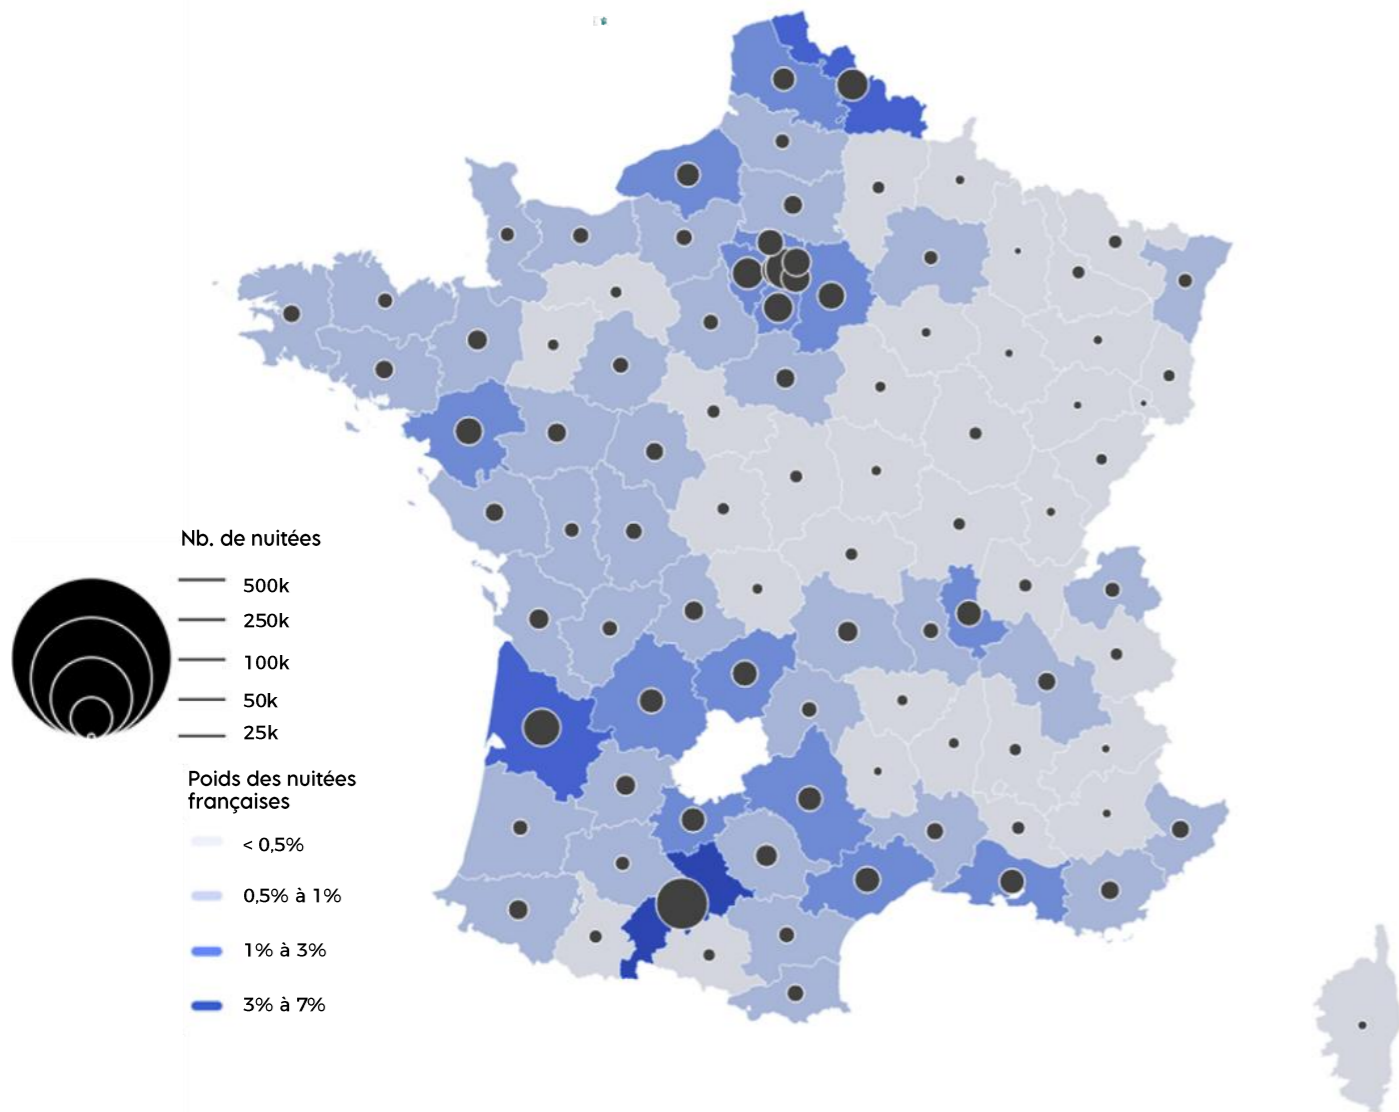 Nb. de nuitées
500k
250k
100k
50k
25k
Poids des nuitées
françaises
< 0,5%
0,5% à 1%
1% à 3%
3% à 7%